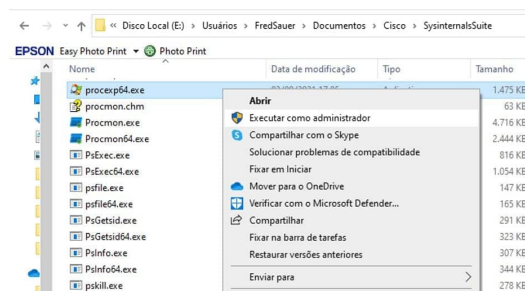 « Disco Local (E:) > Usuários > FredSauer > Documentos > Cisco > SysinternalsSuite
EPSON Easy Photo Print Photo Print
Nome Data de modificação Tipo Tamanho
procexp64.exe 1.475 KB
procmon.chm 63 KB
Procmon.exe 4.716 KB
Procmon64.exe 2.444 KB
PsExec.exe 816 KB
PsExec64.exe 1.054 KB
psfile.exe 147 KB
psfile64.exe 165 KB
PsGetsid.exe 291 KB
PsGetsid64.exe 323 KB
PsInfo.exe 307 KB
PsInfo64.exe 344 KB
pskill.exe 278 KB
Abrir
Executar como administrador
Compartilhar com o Skype
Solucionar problemas de compatibilidade
Fixar em Iniciar
Mover para o OneDrive
Verificar com o Microsoft Defender...
Compartilhar
Fixar na barra de tarefas
Restaurar versões anteriores
Enviar para